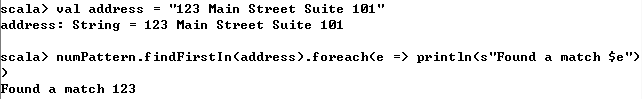 scala> val address = "123 Main Street Suite 101"
address: String = 123 Main Street Suite 101
scala> numPattern.findFirstIn(address).foreach(e => println(s"Found a match $e")
)
Found a match 123